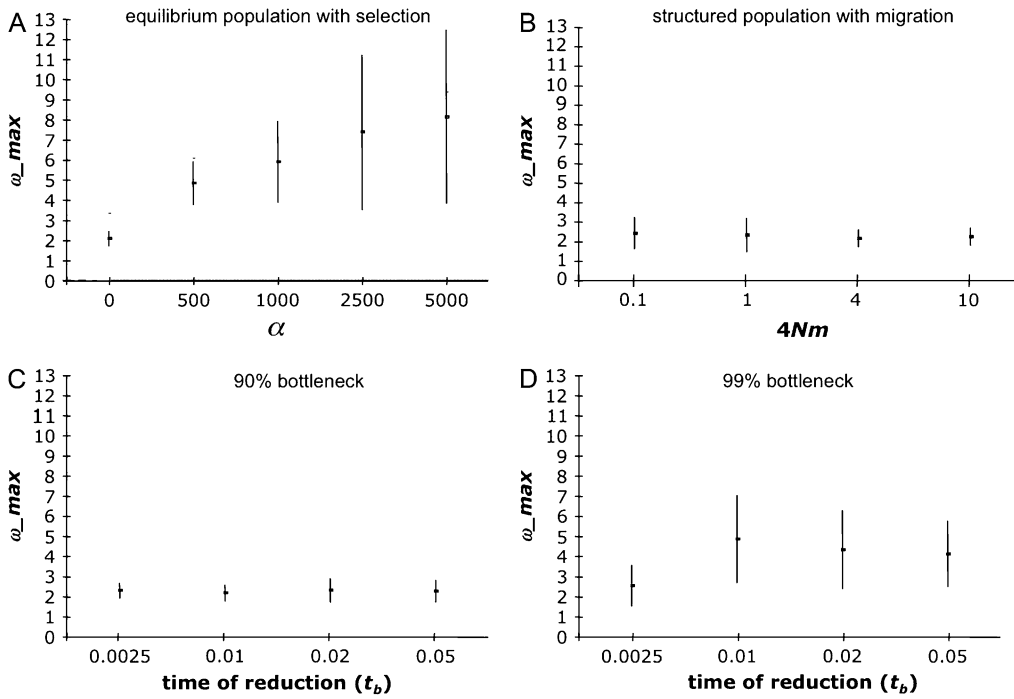 A
equilibrium population with selection
13
12
11
10
9
8
7
6
5
4
3
2
1
0
ω_max
0 500 1000 2500 5000
α
B
structured population with migration
13
12
11
10
9
8
7
6
5
4
3
2
1
0
ω_max
0.1 1 4 10
4Nm
C
90% bottleneck
13
12
11
10
9
8
7
6
5
4
3
2
1
0
ω_max
0.0025 0.01 0.02 0.05
time of reduction (tb)
D
99% bottleneck
13
12
11
10
9
8
7
6
5
4
3
2
1
0
ω_max
0.0025 0.01 0.02 0.05
time of reduction (tb)